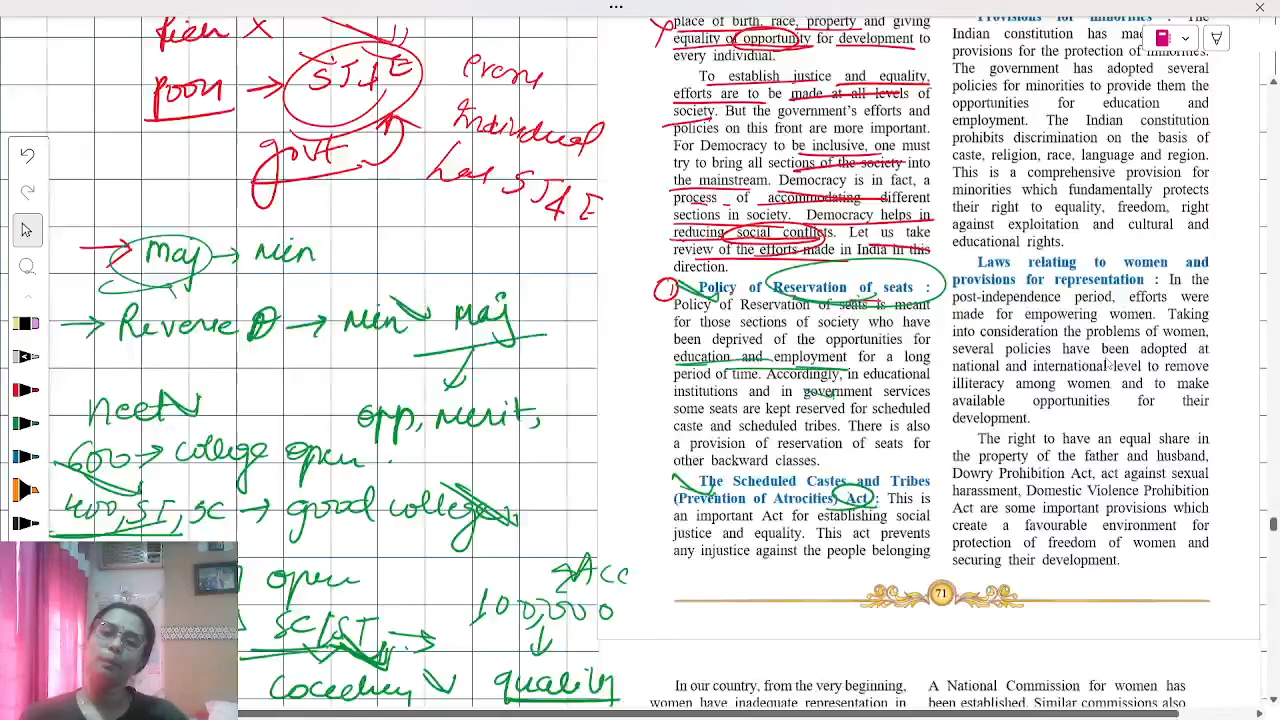 rich X
poor → SJ & E
every
Individual
has SJ & E
govt
→ Maj → Min
→ Reverse D → Min Maj
neet
opp, merit,
600 → college open
400, ST, SC → good college
open
SC/ST →
100,000
quality
place of birth, race, property and giving
equality of opportunity for development to
every individual.
To establish justice and equality,
efforts are to be made at all levels of
society. But the government's efforts and
policies on this front are more important.
For Democracy to be inclusive, one must
try to bring all sections of the society into
the mainstream. Democracy is in fact, a
process of accommodating different
sections in society. Democracy helps in
reducing social conflicts. Let us take
review of the efforts made in India in this
direction.
① Policy of Reservation of seats :
Policy of Reservation of seats is meant
for those sections of society who have
been deprived of the opportunities for
education and employment for a long
period of time. Accordingly, in educational
institutions and in government services
some seats are kept reserved for scheduled
caste and scheduled tribes. There is also
a provision of reservation of seats for
other backward classes.
The Scheduled Castes and Tribes
(Prevention of Atrocities) Act : This is
an important Act for establishing social
justice and equality. This act prevents
any injustice against the people belonging
Provisions for minorities : The
Indian constitution has
provisions for the protection of
The government has adopted several
policies for minorities to provide them the
opportunities for education and
employment. The Indian constitution
prohibits discrimination on the basis of
caste, religion, race, language and region.
This is a comprehensive provision for
minorities which fundamentally protects
their right to equality, freedom, right
against exploitation and cultural and
educational rights.
Laws relating to women and
provisions for representation : In the
post-independence period, efforts were
made for empowering women. Taking
into consideration the problems of women,
several policies have been adopted at
national and international level to remove
illiteracy among women and to make
available opportunities for their
development.
The right to have an equal share in
the property of the father and husband,
Dowry Prohibition Act, act against sexual
harassment, Domestic Violence Prohibition
Act are some important provisions which
create a favourable environment for
protection of freedom of women and
securing their development.
71
In our country, from the very beginning,
women have inadequate representation in
A National Commission for women has
been established. Similar commissions also